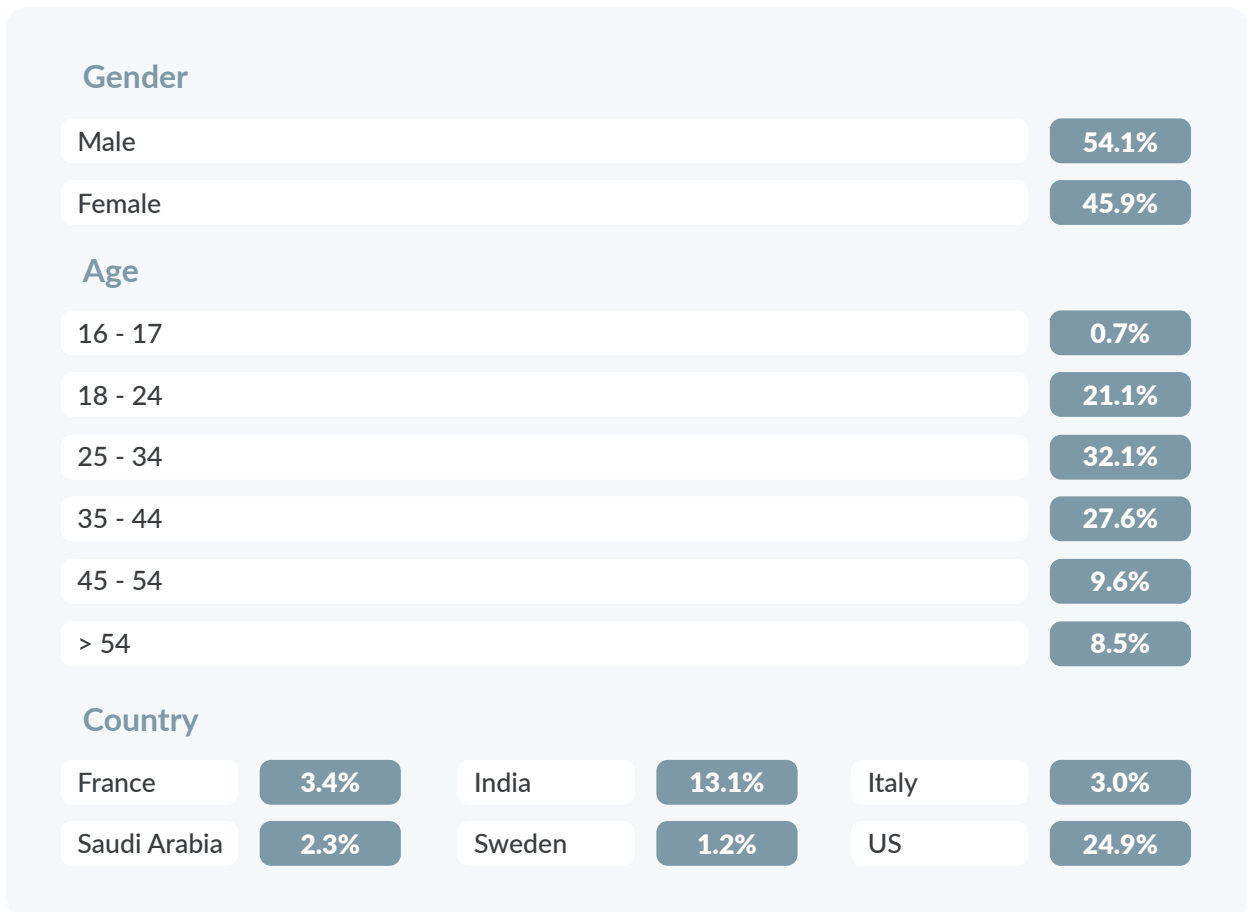 Gender
Male 54.1%
Female 45.9%
Age
16 - 17 0.7%
18 - 24 21.1%
25 - 34 32.1%
35 - 44 27.6%
45 - 54 9.6%
> 54 8.5%
Country
France 3.4% India 13.1% Italy 3.0%
Saudi Arabia 2.3% Sweden 1.2% US 24.9%